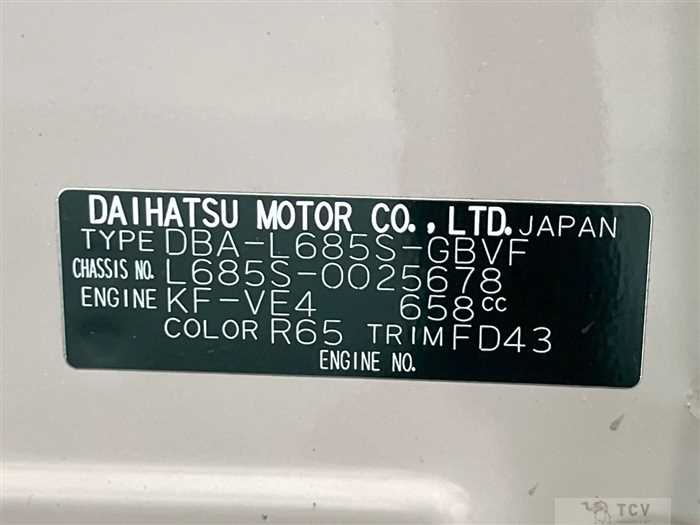 DAIHATSU MOTOR CO., LTD. JAPAN
TYPE DBA-L685S-GBVF
CHASSIS NO. L685S-0025678
ENGINE KF-VE4 658cc
COLOR R65 TRIM FD43
ENGINE NO.
TCV